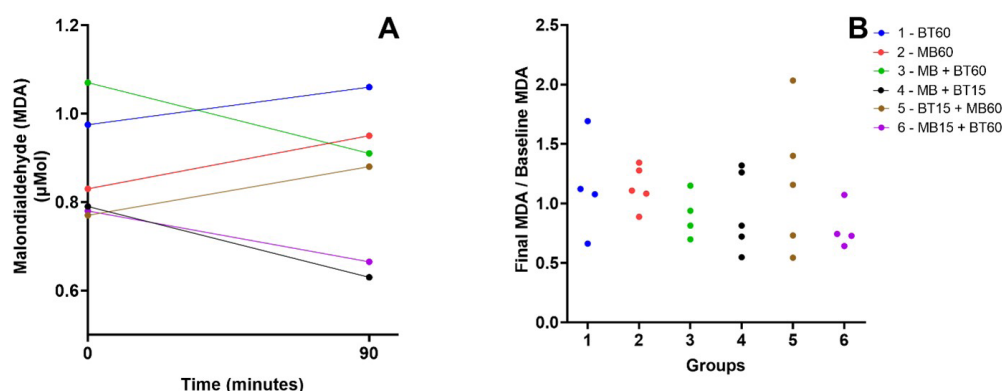 A
1.2
1.0
0.8
0.6
0
90
Malondialdehyde (MDA)
(µMol)
Time (minutes)
B
2.5
2.0
1.5
1.0
0.5
0.0
1 2 3 4 5 6
Final MDA / Baseline MDA
Groups
1 - BT60
2 - MB60
3 - MB + BT60
4 - MB + BT15
5 - BT15 + MB60
6 - MB15 + BT60